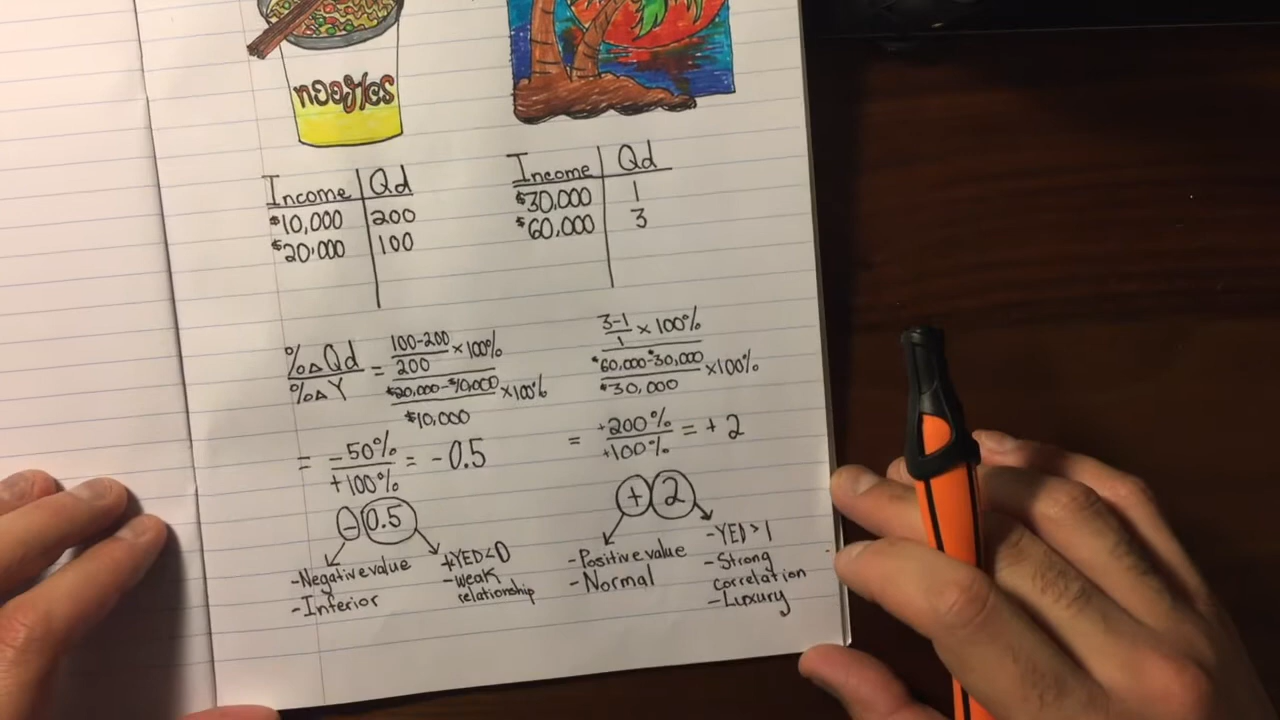 noodles
Income Qd
$10,000 200
$20,000 100
Income Qd
$30,000 1
$60,000 3
%ΔQd
%ΔY
=
100-200
200
×100%
$20,000-$10,000
$10,000
×100%
= -50%
+100%
= -0.5
- 0.5
-Negative value
-Inferior
YED<0
-weak
relationship
3-1
1
×100%
$60,000-$30,000
$30,000
×100%
= +200%
+100%
= +2
+ 2
-Positive value
-Normal
-YED>1
-Strong
correlation
-Luxury